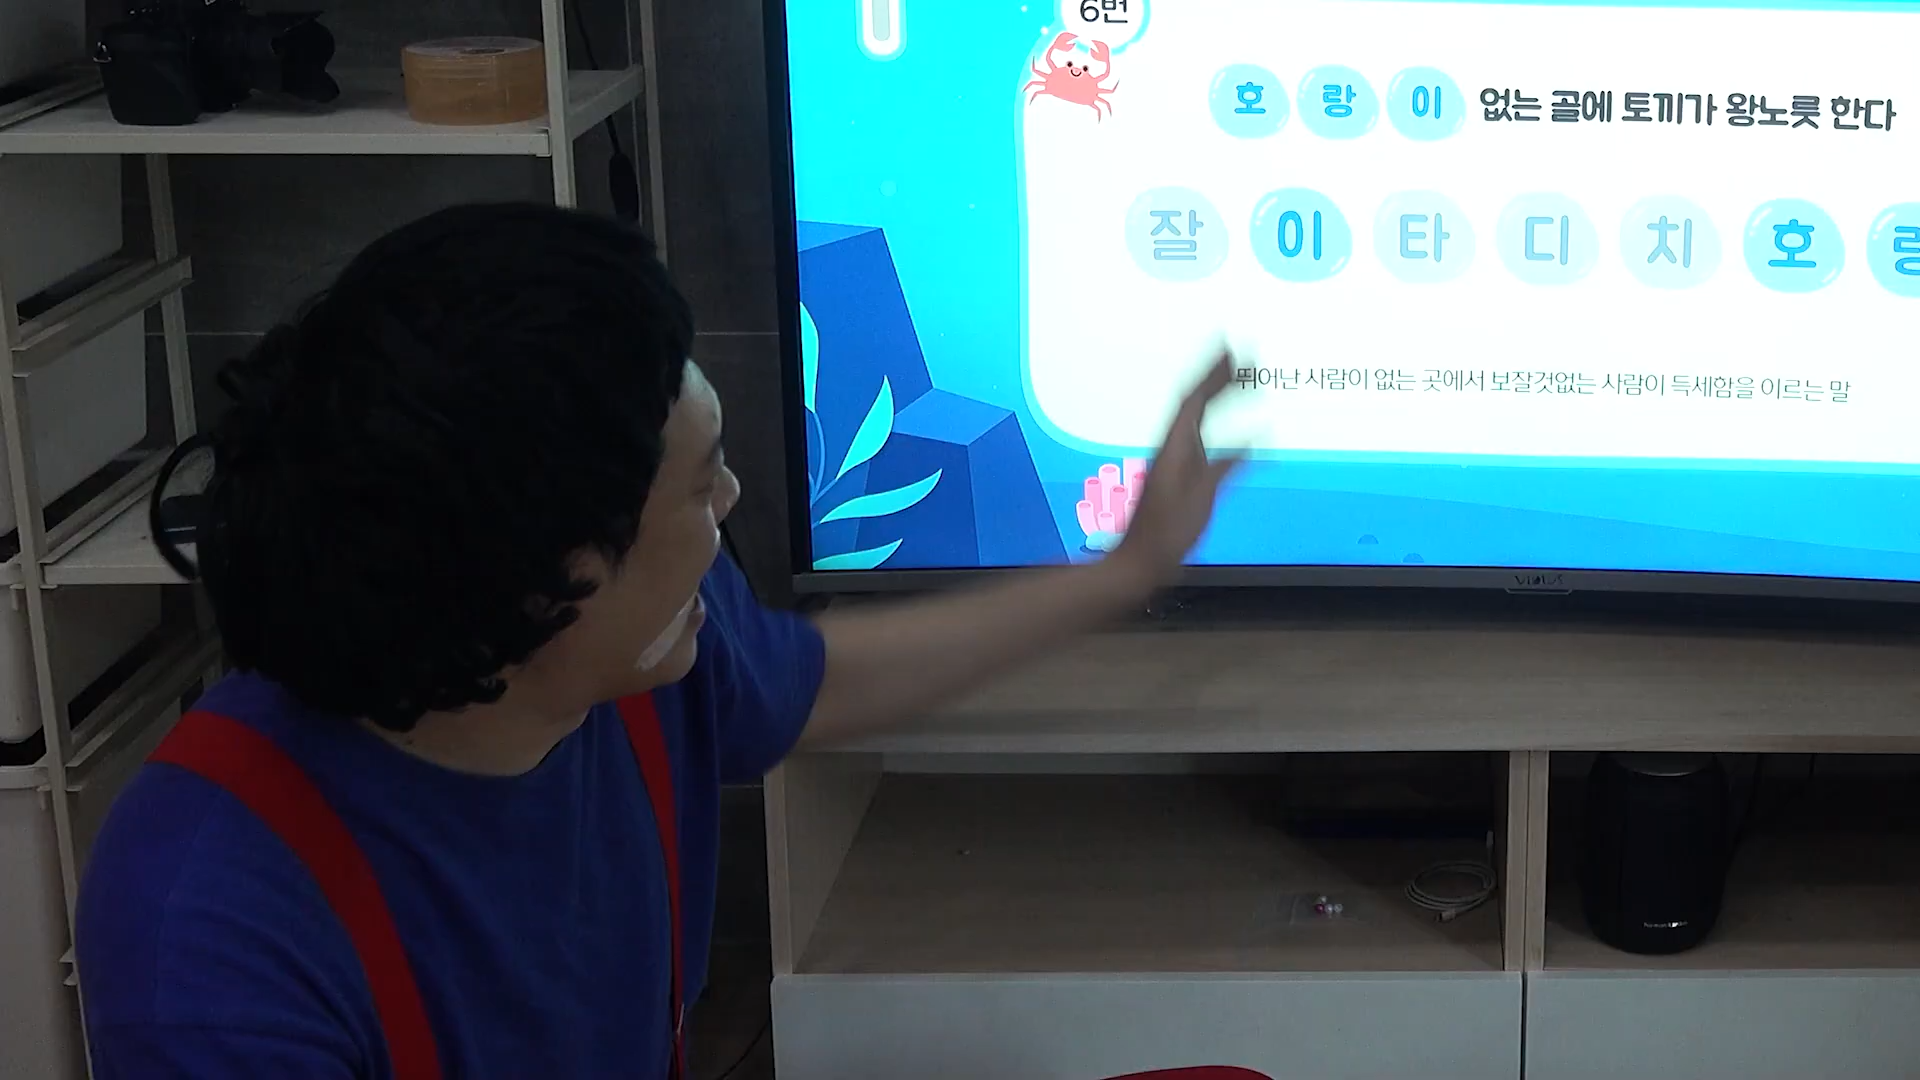 6번
호랑이 없는 골에 토끼가 왕노릇 한다
잘 이 타 디 치 호 랑
뛰어난 사람이 없는 곳에서 보잘것없는 사람이 득세함을 이르는 말